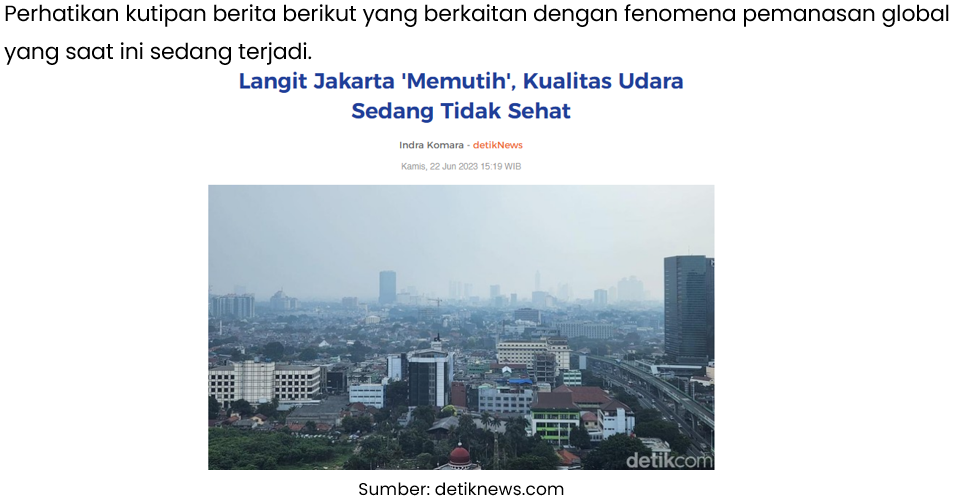 Perhatikan kutipan berita berikut yang berkaitan dengan fenomena pemanasan global
yang saat ini sedang terjadi.
Langit Jakarta 'Memutih', Kualitas Udara
Sedang Tidak Sehat
Indra Komara - detikNews
Kamis, 22 Jun 2023 15:19 WIB
detikcom
Sumber: detiknews.com